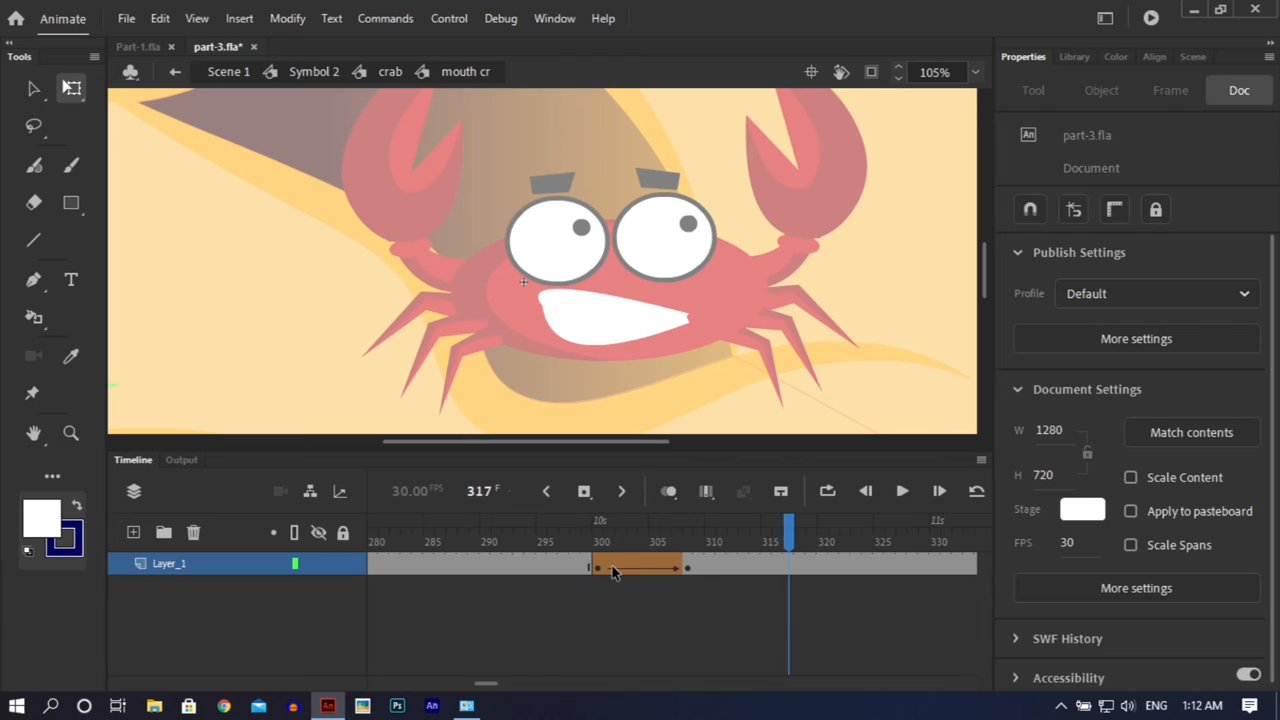 Animate File Edit View Insert Modify Text Commands Control Debug Window Help
Part-1.fla part-3.fla*
Tools
Properties Library Color Align Scene
Scene 1 Symbol 2 crab mouth cr 105%
Tool Object Frame Doc
An part-3.fla
Document
T
Publish Settings
Profile Default
More settings
Document Settings
W 1280 Match contents
H 720 Scale Content
Stage Apply to pasteboard
FPS 30 Scale Spans
More settings
SWF History
Accessibility
Timeline Output
30.00 FPS 317 F
10s 11s
280 285 290 295 300 305 310 315 320 325 330
Layer_1
An Ps An ENG 1:12 AM